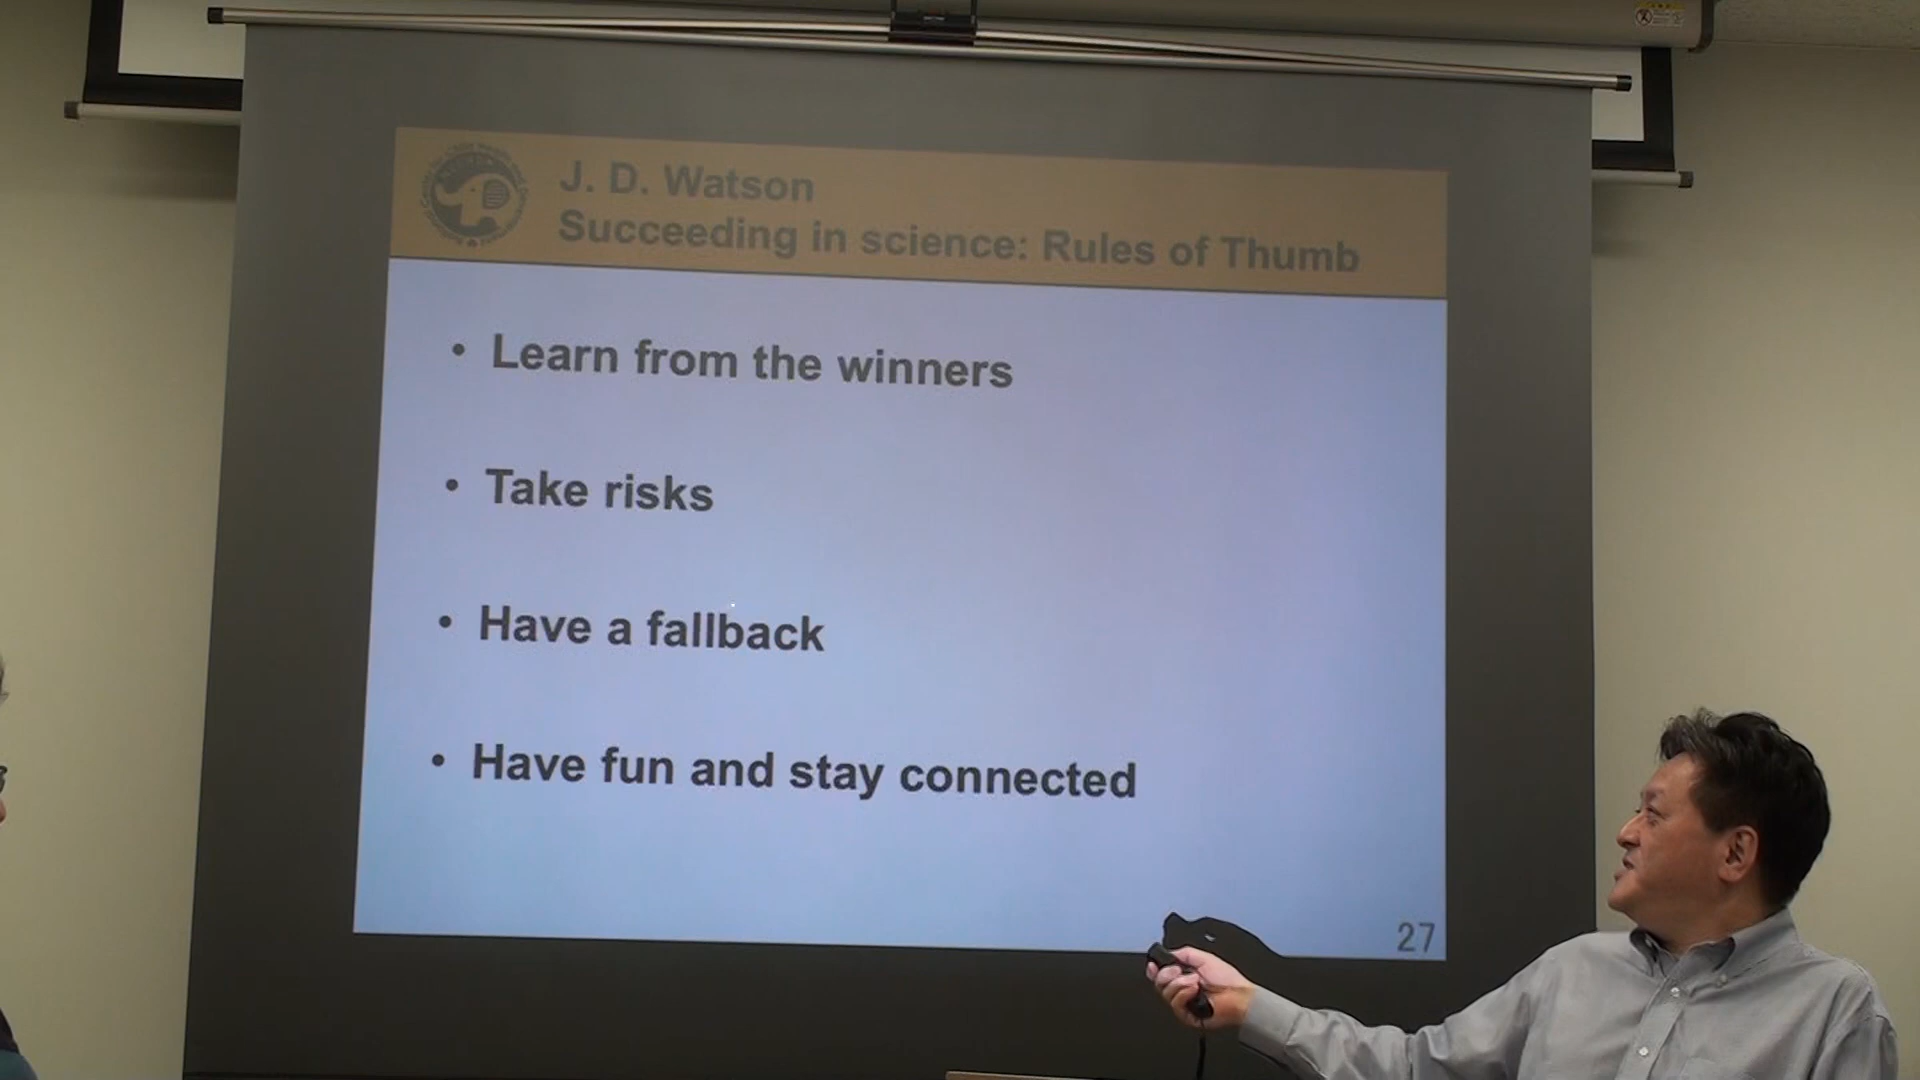 J. D. Watson
Succeeding in science: Rules of Thumb
• Learn from the winners
• Take risks
• Have a fallback
• Have fun and stay connected
27